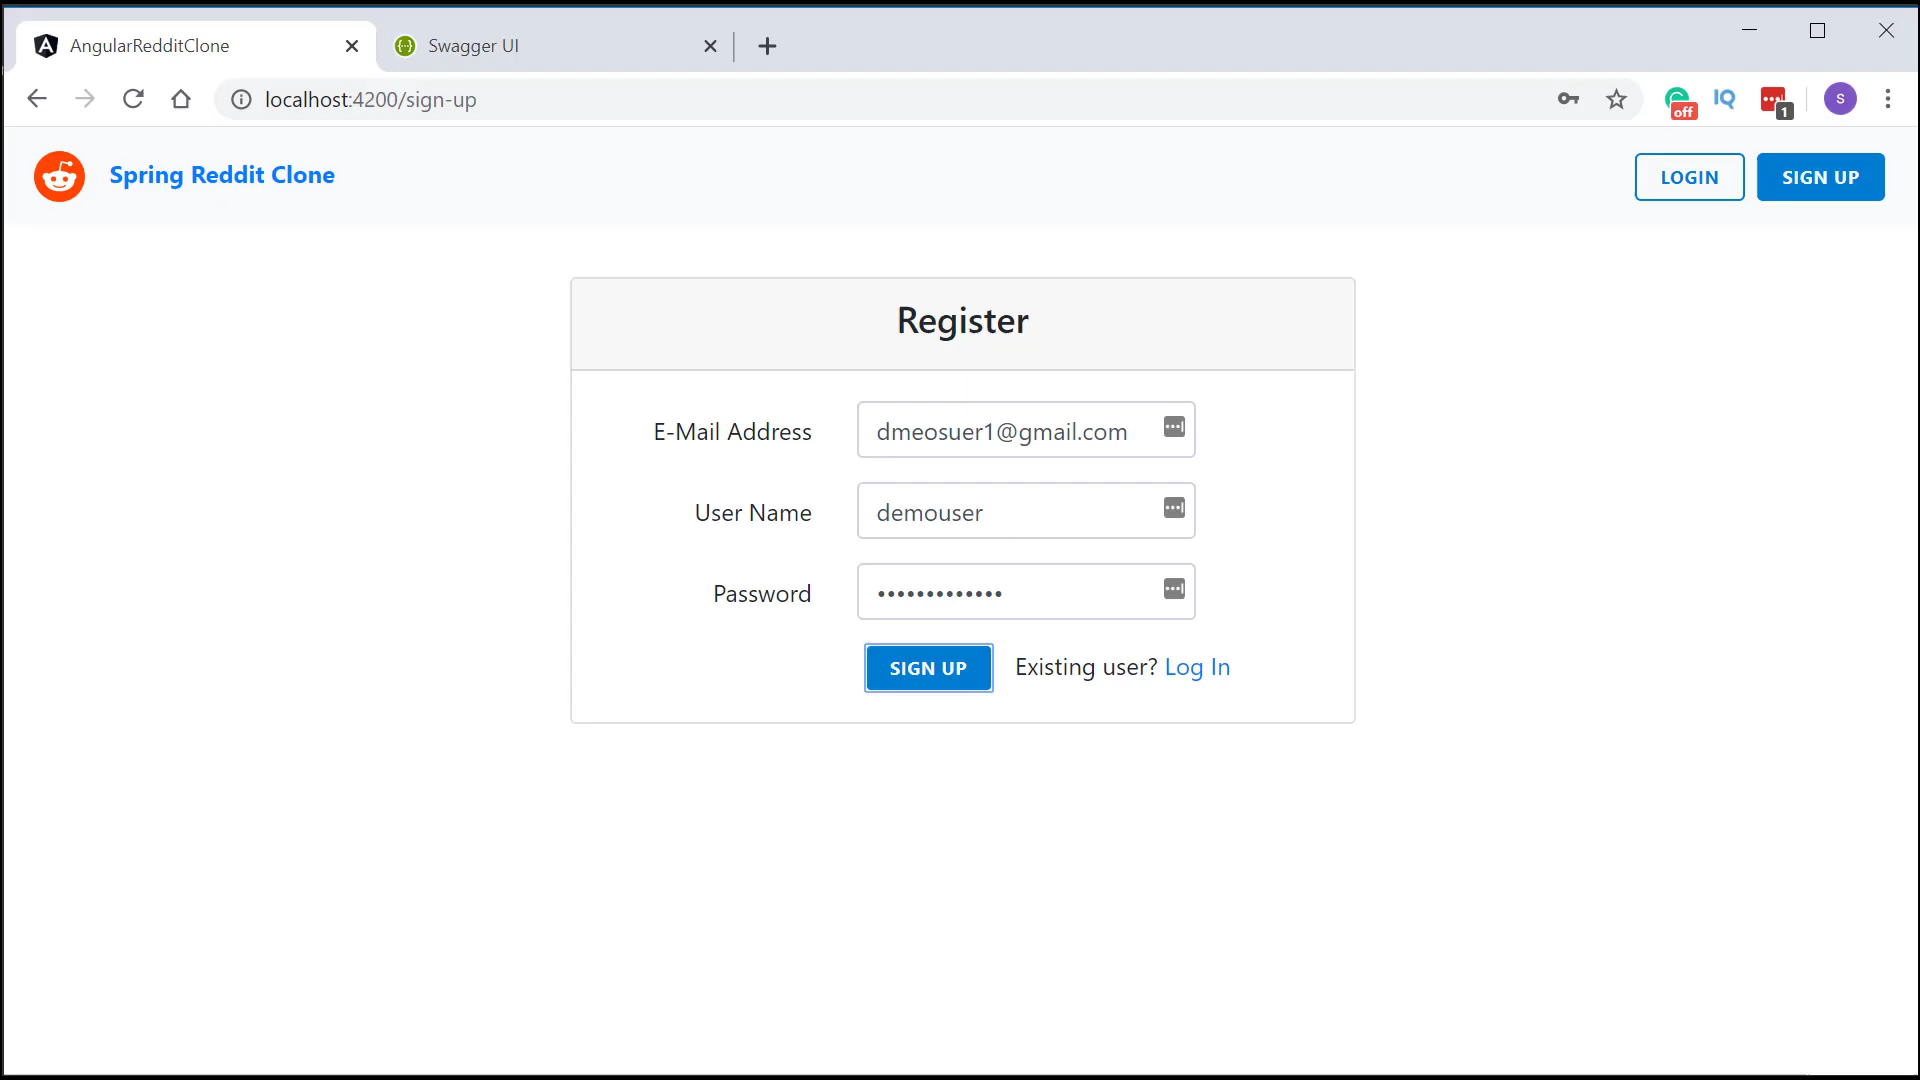 AngularRedditClone
Swagger UI
localhost:4200/sign-up
off
IQ
1
S
Spring Reddit Clone
LOGIN
SIGN UP
Register
E-Mail Address
dmeosuer1@gmail.com
User Name
demouser
Password
•••••••••••••
SIGN UP
Existing user? Log In